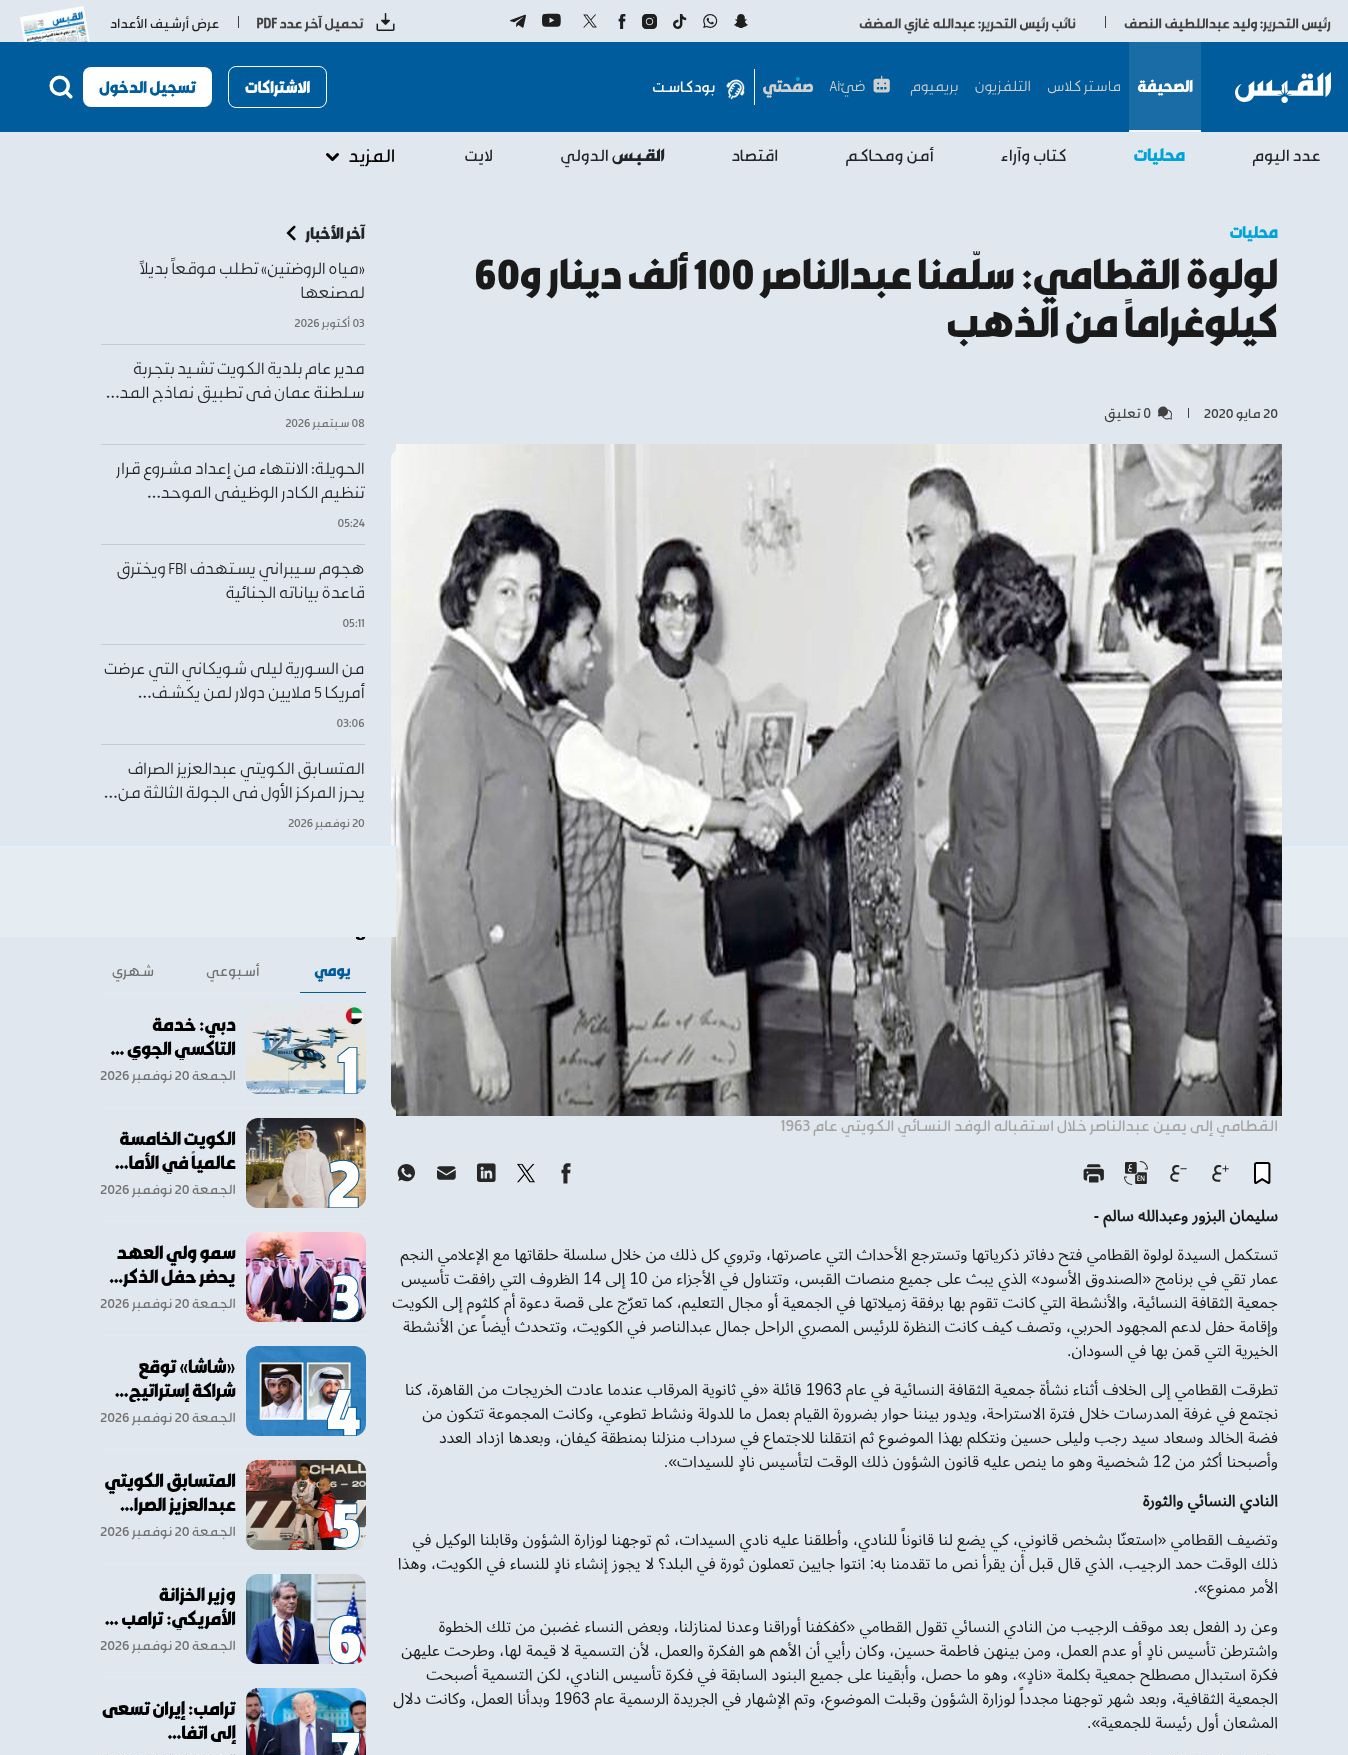 رئيس التحرير: وليد عبداللطيف النصف | نائب رئيس التحرير: عبدالله غازي المضف
تحميل آخر عدد PDF | عرض أرشيف الأعداد
القبس
الصحيفة
ماستر كلاس
التلفزيون
بريميوم
صفحتي
بودكاست
الاشتراكات
تسجيل الدخول
عدد اليوم
محليات
كتاب وآراء
أمن ومحاكم
اقتصاد
القبس الدولي
لايت
المزيد
محليات
لولوة القطامي: سلّمنا عبدالناصر 100 ألف دينار و60
كيلوغراماً من الذهب
20 مايو 2020 | 0 تعليق
القطامي إلى يمين عبدالناصر خلال استقباله الوفد النسائي الكويتي عام 1963
ع+
ع−
ع EN
سليمان البزور وعبدالله سالم -
تستكمل السيدة لولوة القطامي فتح دفاتر ذكرياتها وتسترجع الأحداث التي عاصرتها، وتروي كل ذلك من خلال سلسلة حلقاتها مع الإعلامي النجم
عمار تقي في برنامج «الصندوق الأسود» الذي يبث على جميع منصات القبس، وتتناول في الأجزاء من 10 إلى 14 الظروف التي رافقت تأسيس
جمعية الثقافة النسائية، والأنشطة التي كانت تقوم بها برفقة زميلاتها في الجمعية أو مجال التعليم، كما تعرّج على قصة دعوة أم كلثوم إلى الكويت
وإقامة حفل لدعم المجهود الحربي، وتصف كيف كانت النظرة للرئيس المصري الراحل جمال عبدالناصر في الكويت، وتتحدث أيضاً عن الأنشطة
الخيرية التي قمن بها في السودان.
تطرقت القطامي إلى الخلاف أثناء نشأة جمعية الثقافة النسائية في عام 1963 قائلة «في ثانوية المرقاب عندما عادت الخريجات من القاهرة، كنا
نجتمع في غرفة المدرسات خلال فترة الاستراحة، ويدور بيننا حوار بضرورة القيام بعمل ما للدولة ونشاط تطوعي، وكانت المجموعة تتكون من
فضة الخالد وسعاد سيد رجب وليلى حسين ونتكلم بهذا الموضوع ثم انتقلنا للاجتماع في سرداب منزلنا بمنطقة كيفان، وبعدها ازداد العدد
وأصبحنا أكثر من 12 شخصية وهو ما ينص عليه قانون الشؤون ذلك الوقت لتأسيس نادٍ للسيدات».
النادي النسائي والثورة
وتضيف القطامي «استعنّا بشخص قانوني، كي يضع لنا قانوناً للنادي، وأطلقنا عليه نادي السيدات، ثم توجهنا لوزارة الشؤون وقابلنا الوكيل في
ذلك الوقت حمد الرجيب، الذي قال قبل أن يقرأ نص ما تقدمنا به: انتوا جايين تعملون ثورة في البلد؟ لا يجوز إنشاء نادٍ للنساء في الكويت، وهذا
الأمر ممنوع».
وعن رد الفعل بعد موقف الرجيب من النادي النسائي تقول القطامي «كفكفنا أوراقنا وعدنا لمنازلنا، وبعض النساء غضبن من تلك الخطوة
واشترطن تأسيس نادٍ أو عدم العمل، ومن بينهن فاطمة حسين، وكان رأيي أن الأهم هو الفكرة والعمل، لأن التسمية لا قيمة لها، وطرحت عليهن
فكرة استبدال مصطلح جمعية بكلمة «نادٍ»، وهو ما حصل، وأبقينا على جميع البنود السابقة في فكرة تأسيس النادي، لكن التسمية أصبحت
الجمعية الثقافية، وبعد شهر توجهنا مجدداً لوزارة الشؤون وقبلت الموضوع، وتم الإشهار في الجريدة الرسمية عام 1963 وبدأنا العمل، وكانت دلال
المشعان أول رئيسة للجمعية».
آخر الأخبار
«مياه الروضتين» تطلب موقعاً بديلاً
لمصنعها
03 أكتوبر 2026
مدير عام بلدية الكويت تشيد بتجربة
سلطنة عمان في تطبيق نماذج المد...
08 سبتمبر 2026
الحويلة: الانتهاء من إعداد مشروع قرار
تنظيم الكادر الوظيفي الموحد...
05:24
هجوم سيبراني يستهدف FBI ويخترق
قاعدة بياناته الجنائية
05:11
من السورية ليلى شويكاني التي عرضت
أمريكا 5 ملايين دولار لمن يكشف...
03:06
المتسابق الكويتي عبدالعزيز الصراف
يحرز المركز الأول في الجولة الثالثة من...
20 نوفمبر 2026
يومي
أسبوعي
شهري
1
دبي: خدمة
التاكسي الجوي ...
الجمعة 20 نوفمبر 2026
2
الكويت الخامسة
عالمياً في الأما...
الجمعة 20 نوفمبر 2026
3
سمو ولي العهد
يحضر حفل الذكر...
الجمعة 20 نوفمبر 2026
4
«شاشا» توقع
شراكة إستراتيج...
الجمعة 20 نوفمبر 2026
CHALL
5
المتسابق الكويتي
عبدالعزيز الصرا...
الجمعة 20 نوفمبر 2026
6
وزير الخزانة
الأمريكي: ترامب ...
الجمعة 20 نوفمبر 2026
7
ترامب: إيران تسعى
إلى اتفا...